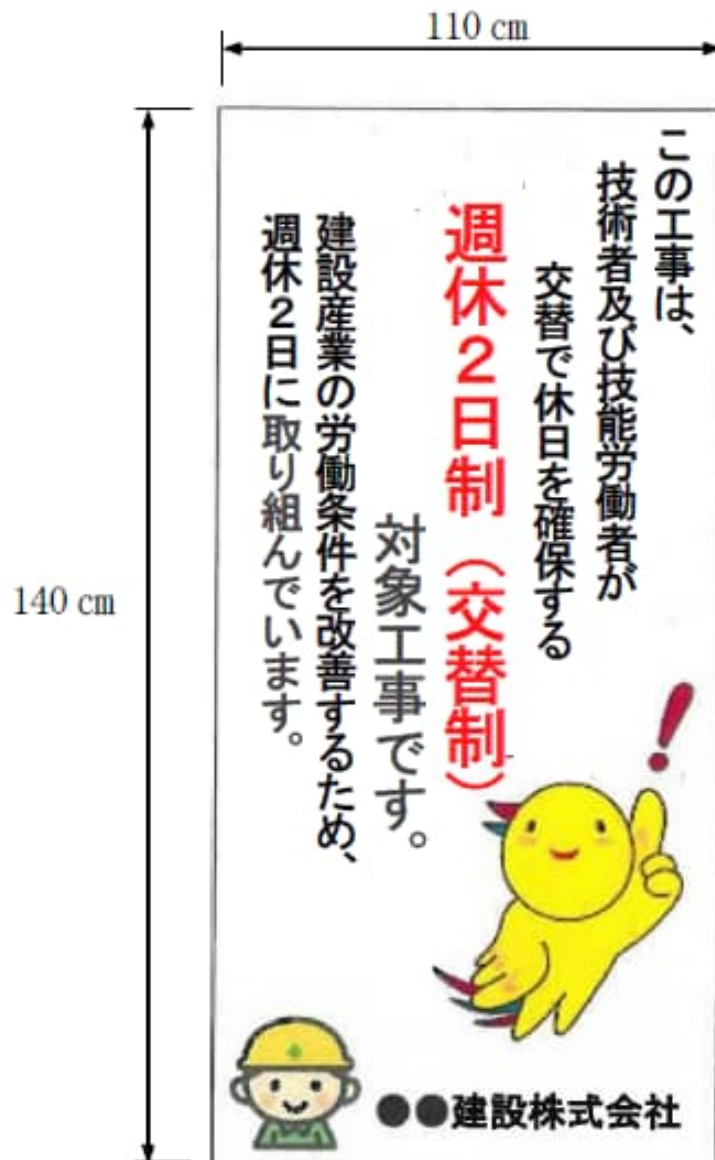 110 cm
140 cm
この工事は、
技術者及び技能労働者が
交替で休日を確保する
週休２日制（交替制）
対象工事です。
建設産業の労働条件を改善するため、
週休２日に取り組んでいます。
●●建設株式会社